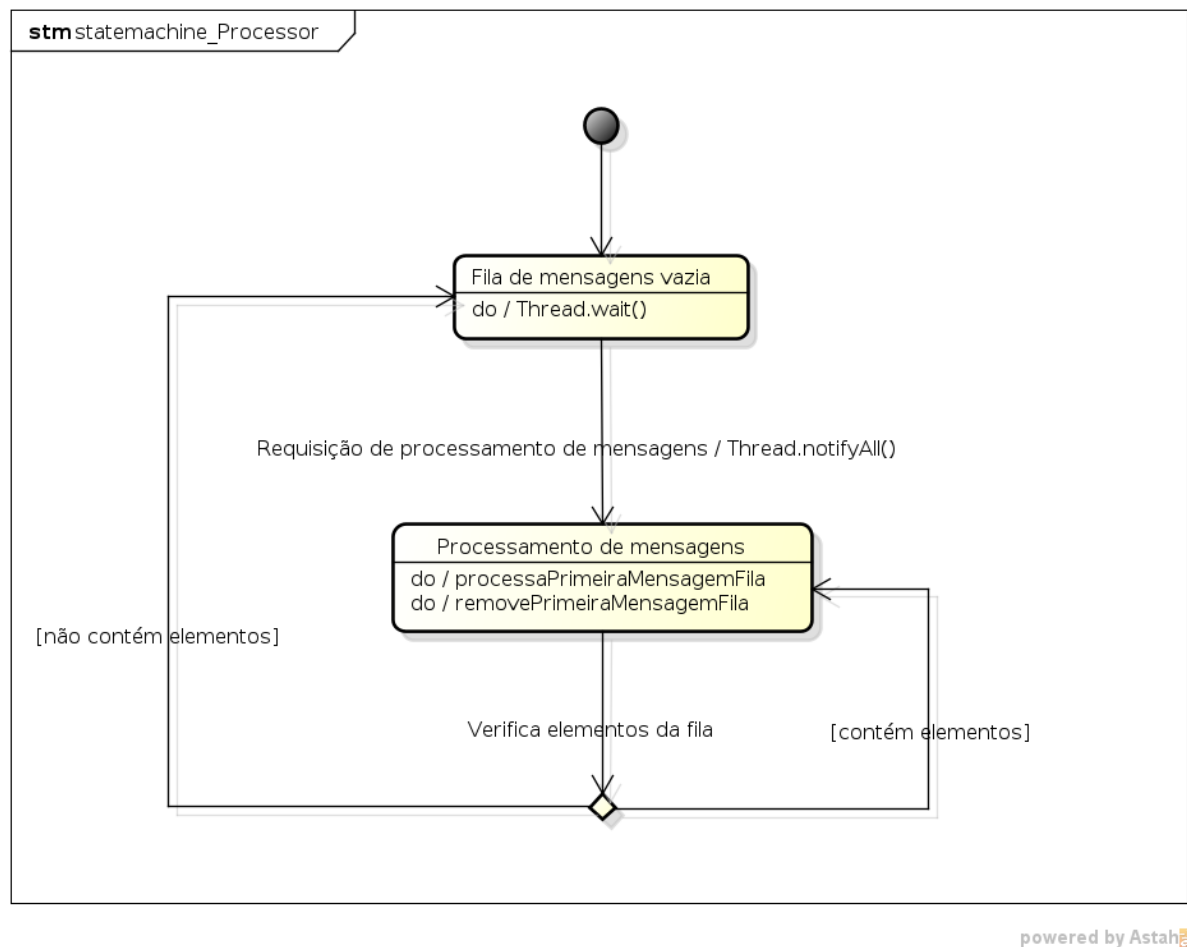 stm statemachine_Processor
Fila de mensagens vazia
do / Thread.wait()
Requisição de processamento de mensagens / Thread.notifyAll()
Processamento de mensagens
do / processaPrimeiraMensagemFila
do / removePrimeiraMensagemFila
[não contém elementos]
Verifica elementos da fila
[contém elementos]
powered by Astah